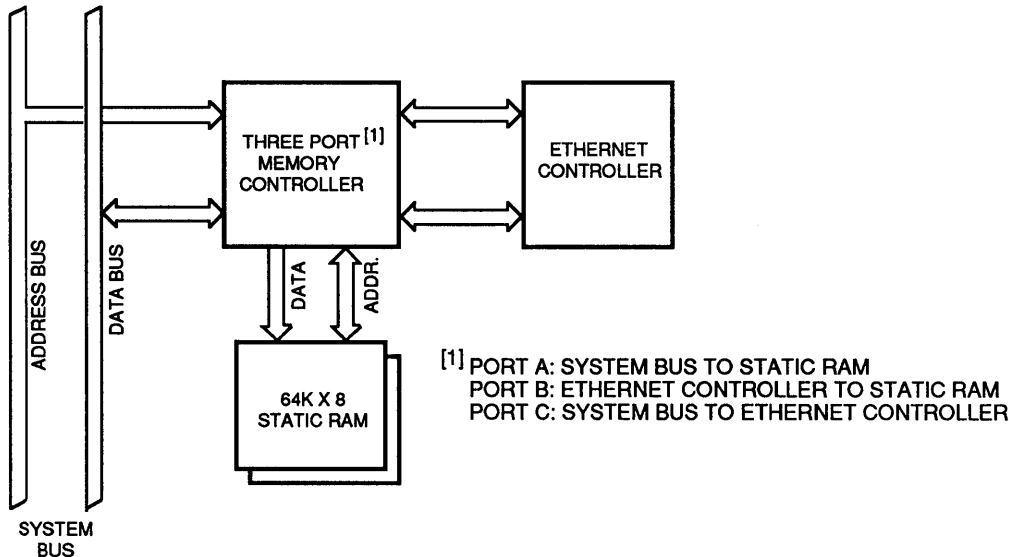 THREE PORT [1]
MEMORY
CONTROLLER
ETHERNET
CONTROLLER
ADDRESS BUS
DATA BUS
DATA
ADDR.
64K X 8
STATIC RAM
[1] PORT A: SYSTEM BUS TO STATIC RAM
PORT B: ETHERNET CONTROLLER TO STATIC RAM
PORT C: SYSTEM BUS TO ETHERNET CONTROLLER
SYSTEM
BUS